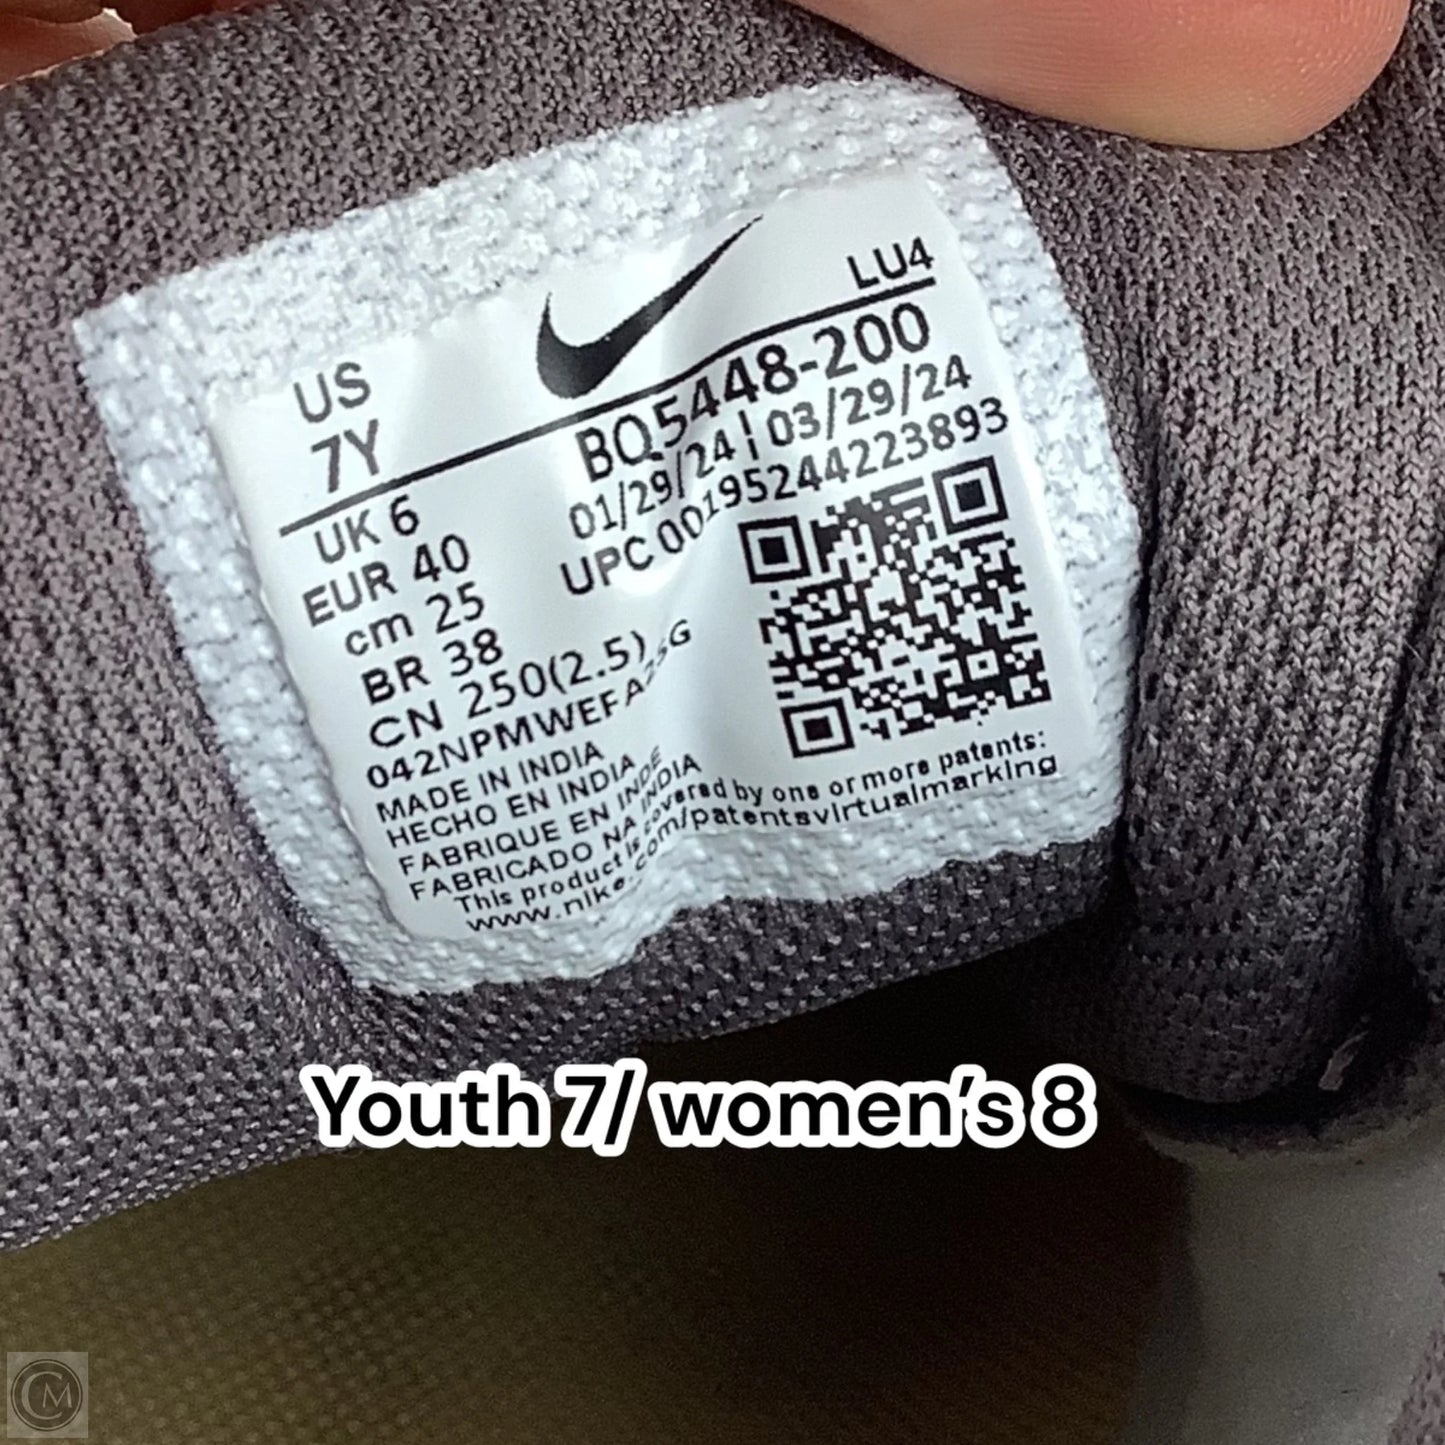 US
7Y
LU4
BQ5448-200
01/29/24 | 03/29/24
UPC 00195244223893
UK 6
EUR 40
cm 25
BR 38
CN 250(2.5)
042NPMWEFA25G
MADE IN INDIA
HECHO EN INDIA
FABRIQUE EN INDE
FABRICADO NA INDIA
This product is covered by one or more patents:
www.nike.com/patentsvirtualmarking
Youth 7/ women's 8
CM